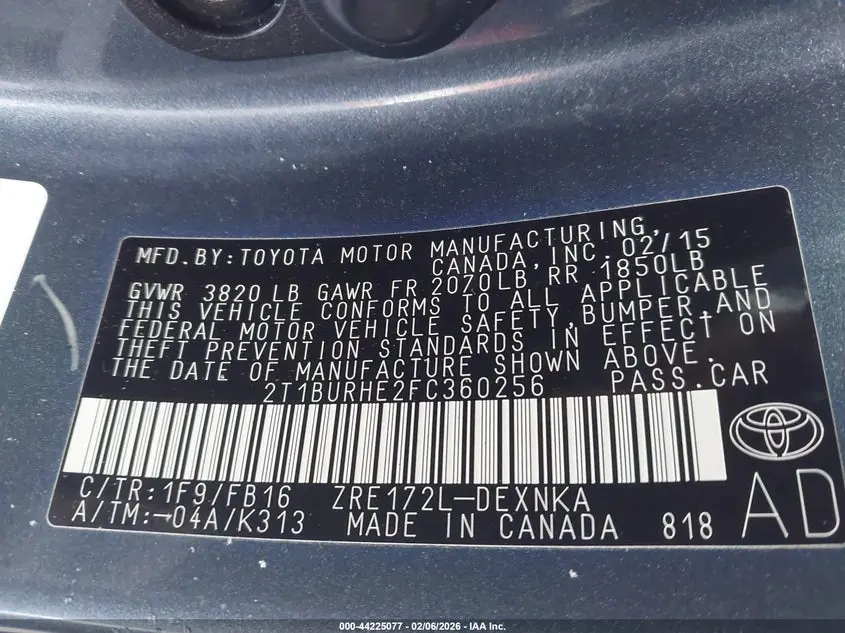 MFD.BY:TOYOTA MOTOR MANUFACTURING,
CANADA,INC. 02/15
GVWR 3820 LB GAWR FR 2070LB, RR 1850LB
THIS VEHICLE CONFORMS TO ALL APPLICABLE
FEDERAL MOTOR VEHICLE SAFETY,BUMPER,AND
THEFT PREVENTION STANDARDS IN EFFECT ON
THE DATE OF MANUFACTURE SHOWN ABOVE.
2T1BURHE2FC360256 PASS.CAR
C/TR:1F9/FB16 ZRE172L-DEXNKA
A/TM:-04A/K313 MADE IN CANADA 818
AD
000-44225077 - 02/06/2026 - IAA Inc.